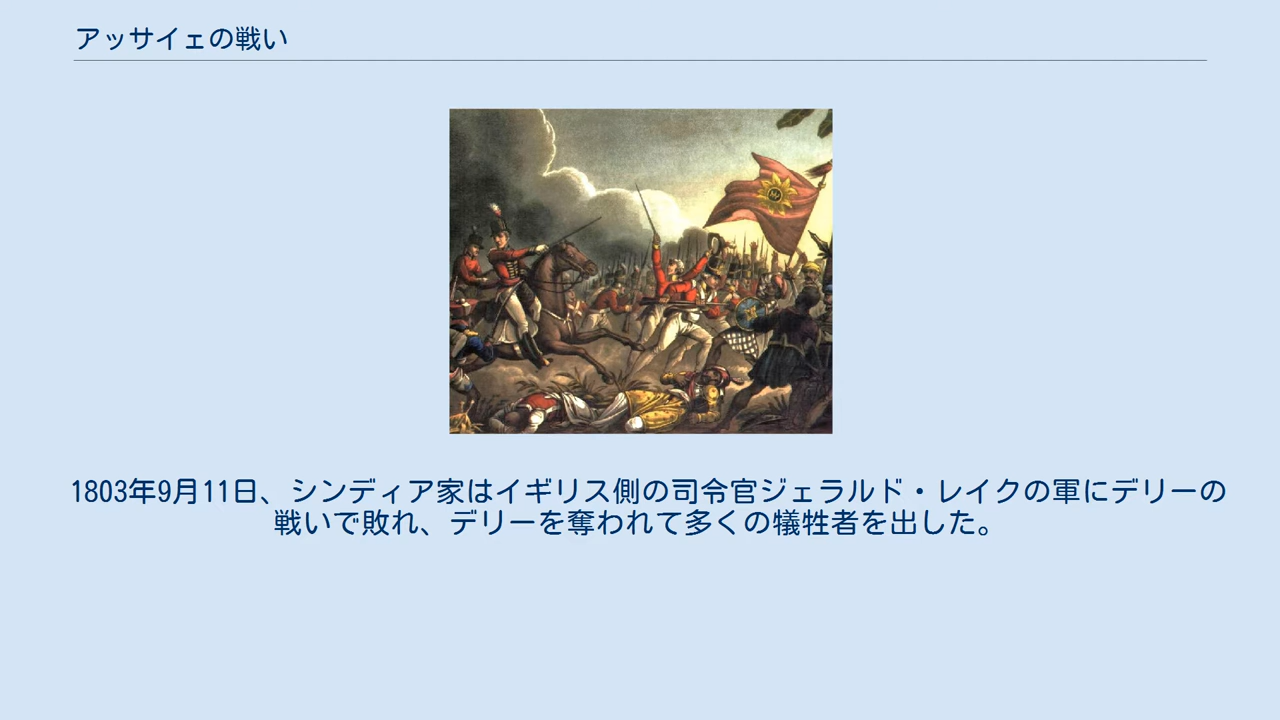 アッサイェの戦い
1803年9月11日、シンディア家はイギリス側の司令官ジェラルド・レイクの軍にデリーの
戦いで敗れ、デリーを奪われて多くの犠牲者を出した。